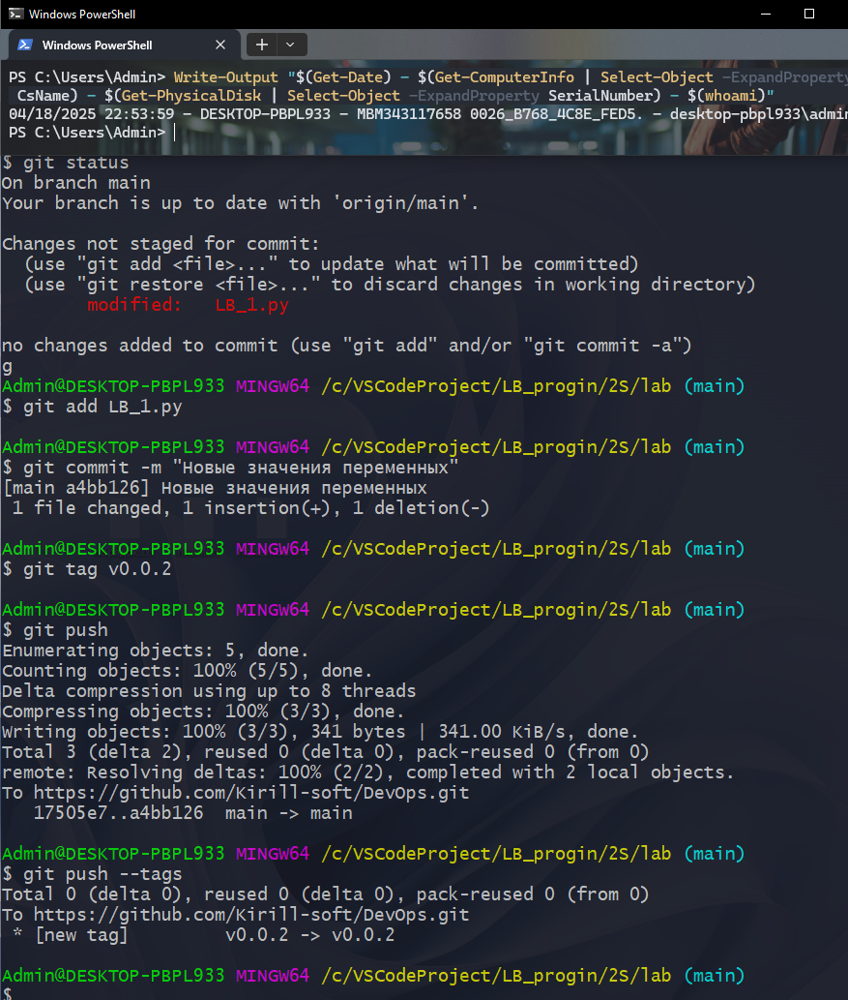 Windows PowerShell
Windows PowerShell
PS C:\Users\Admin> Write-Output "$(Get-Date) - $(Get-ComputerInfo | Select-Object -ExpandProperty
CsName) - $(Get-PhysicalDisk | Select-Object -ExpandProperty SerialNumber) - $(whoami)"
04/18/2025 22:53:59 - DESKTOP-PBPL933 - MBM343117658 0026_B768_4C8E_FED5. - desktop-pbpl933\admin
PS C:\Users\Admin>
$ git status
On branch main
Your branch is up to date with 'origin/main'.
Changes not staged for commit:
(use "git add <file>..." to update what will be committed)
(use "git restore <file>..." to discard changes in working directory)
modified: LB_1.py
no changes added to commit (use "git add" and/or "git commit -a")
g
Admin@DESKTOP-PBPL933 MINGW64 /c/VSCodeProject/LB_progin/2S/lab (main)
$ git add LB_1.py
Admin@DESKTOP-PBPL933 MINGW64 /c/VSCodeProject/LB_progin/2S/lab (main)
$ git commit -m "Новые значения переменных"
[main a4bb126] Новые значения переменных
1 file changed, 1 insertion(+), 1 deletion(-)
Admin@DESKTOP-PBPL933 MINGW64 /c/VSCodeProject/LB_progin/2S/lab (main)
$ git tag v0.0.2
Admin@DESKTOP-PBPL933 MINGW64 /c/VSCodeProject/LB_progin/2S/lab (main)
$ git push
Enumerating objects: 5, done.
Counting objects: 100% (5/5), done.
Delta compression using up to 8 threads
Compressing objects: 100% (3/3), done.
Writing objects: 100% (3/3), 341 bytes | 341.00 KiB/s, done.
Total 3 (delta 2), reused 0 (delta 0), pack-reused 0 (from 0)
remote: Resolving deltas: 100% (2/2), completed with 2 local objects.
To https://github.com/Kirill-soft/DevOps.git
17505e7..a4bb126 main -> main
Admin@DESKTOP-PBPL933 MINGW64 /c/VSCodeProject/LB_progin/2S/lab (main)
$ git push --tags
Total 0 (delta 0), reused 0 (delta 0), pack-reused 0 (from 0)
To https://github.com/Kirill-soft/DevOps.git
* [new tag] v0.0.2 -> v0.0.2
Admin@DESKTOP-PBPL933 MINGW64 /c/VSCodeProject/LB_progin/2S/lab (main)
$